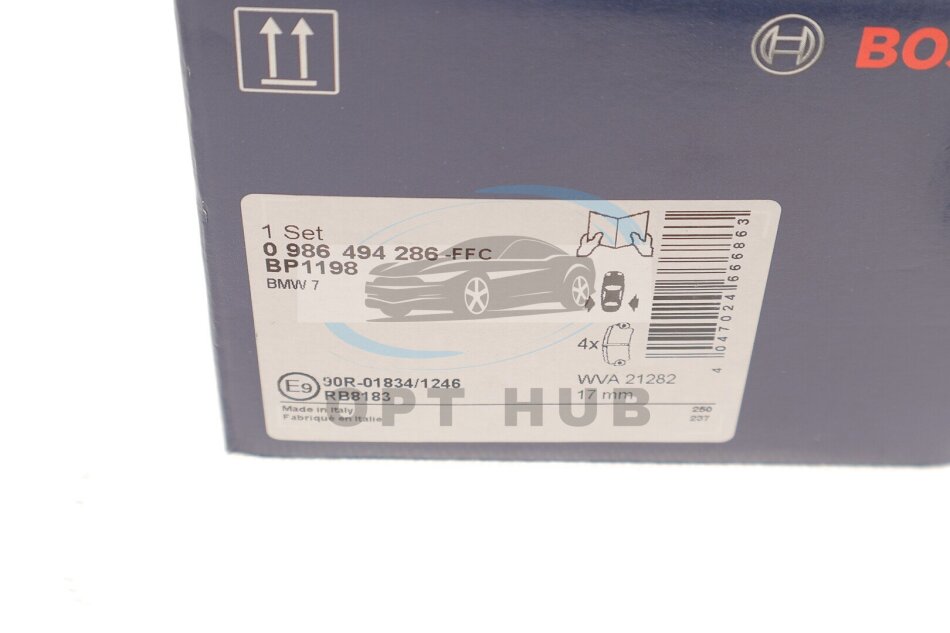 BOS
1 Set
0 986 494 286 -FFC
BP1198
BMW 7
4x
4 047024 666863
E9
90R-01834/1246
RB8183
WVA 21282
17 mm
Made in Italy
Fabriqué en Italie
250
237
OPT HUB